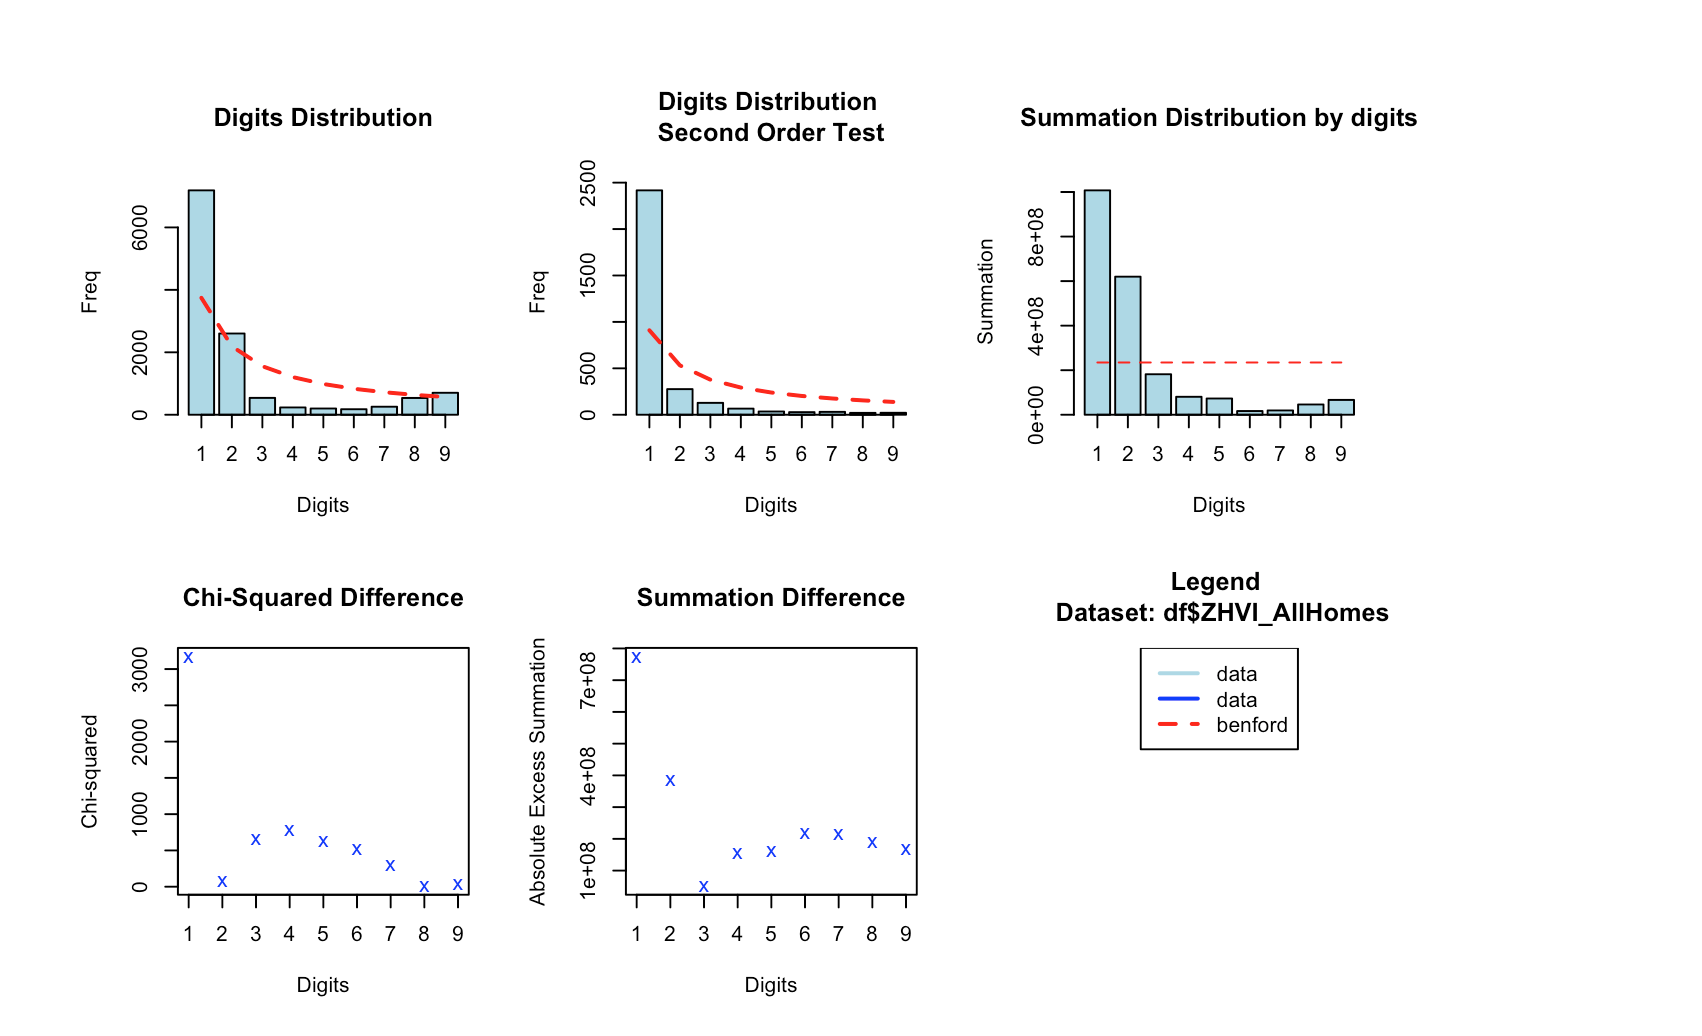 Digits Distribution
Freq
6000
2000
0
1 2 3 4 5 6 7 8 9
Digits
Digits Distribution
Second Order Test
Freq
2500
1500
500
0
1 2 3 4 5 6 7 8 9
Digits
Summation Distribution by digits
Summation
8e+08
4e+08
0e+00
1 2 3 4 5 6 7 8 9
Digits
Chi-Squared Difference
Chi-squared
3000
2000
1000
0
1 2 3 4 5 6 7 8 9
Digits
Summation Difference
Absolute Excess Summation
7e+08
4e+08
1e+08
1 2 3 4 5 6 7 8 9
Digits
Legend
Dataset: df$ZHVI_AllHomes
data
data
benford